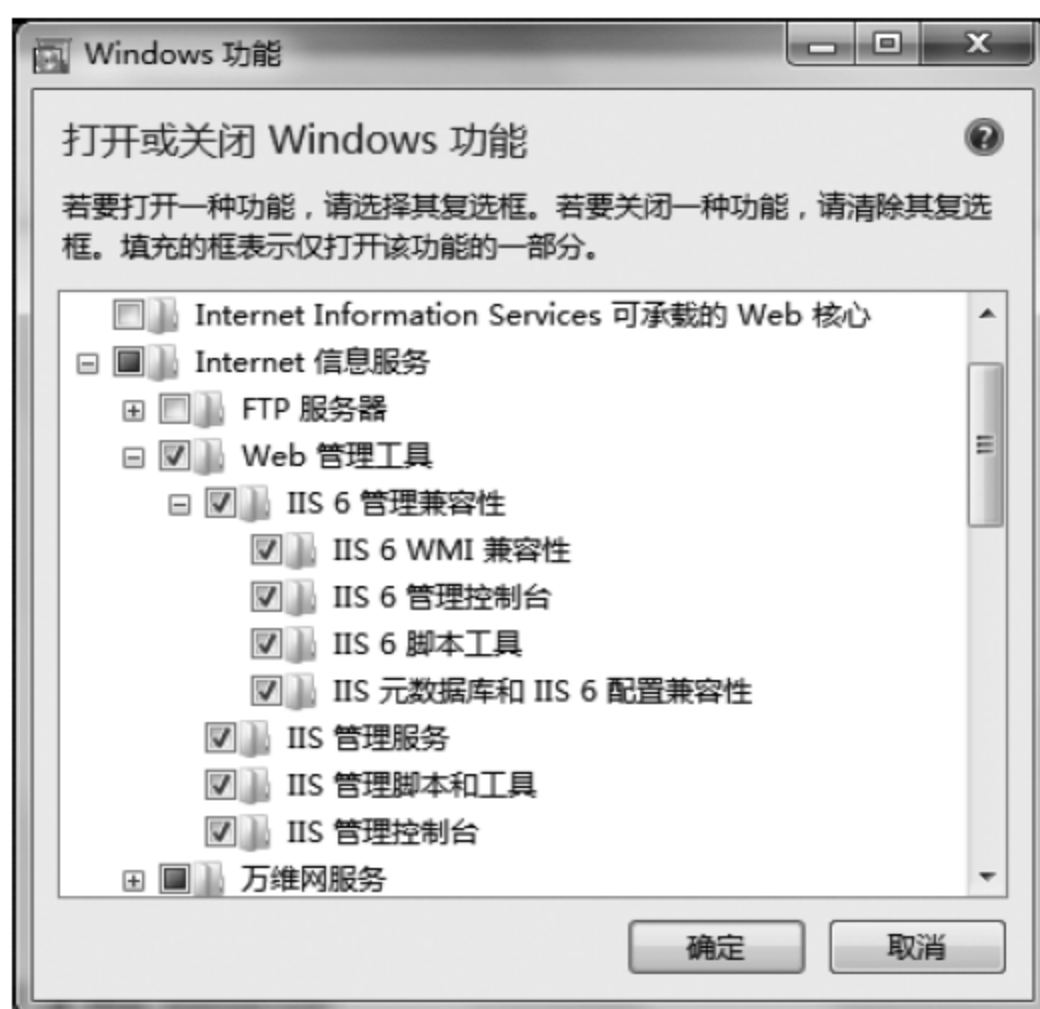 Windows 功能
打开或关闭 Windows 功能
若要打开一种功能，请选择其复选框。若要关闭一种功能，请清除其复选
框。填充的框表示仅打开该功能的一部分。
Internet Information Services 可承载的 Web 核心
Internet 信息服务
FTP 服务器
Web 管理工具
IIS 6 管理兼容性
IIS 6 WMI 兼容性
IIS 6 管理控制台
IIS 6 脚本工具
IIS 元数据库和 IIS 6 配置兼容性
IIS 管理服务
IIS 管理脚本和工具
IIS 管理控制台
万维网服务
确定 取消